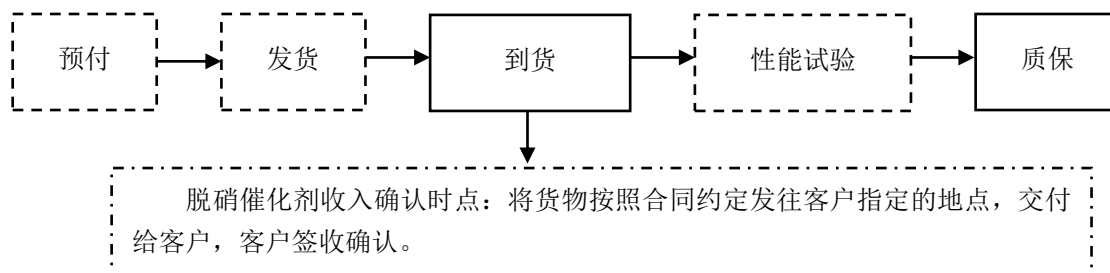 预付
发货
到货
性能试验
质保
脱硝催化剂收入确认时点：将货物按照合同约定发往客户指定的地点，交付
给客户，客户签收确认。